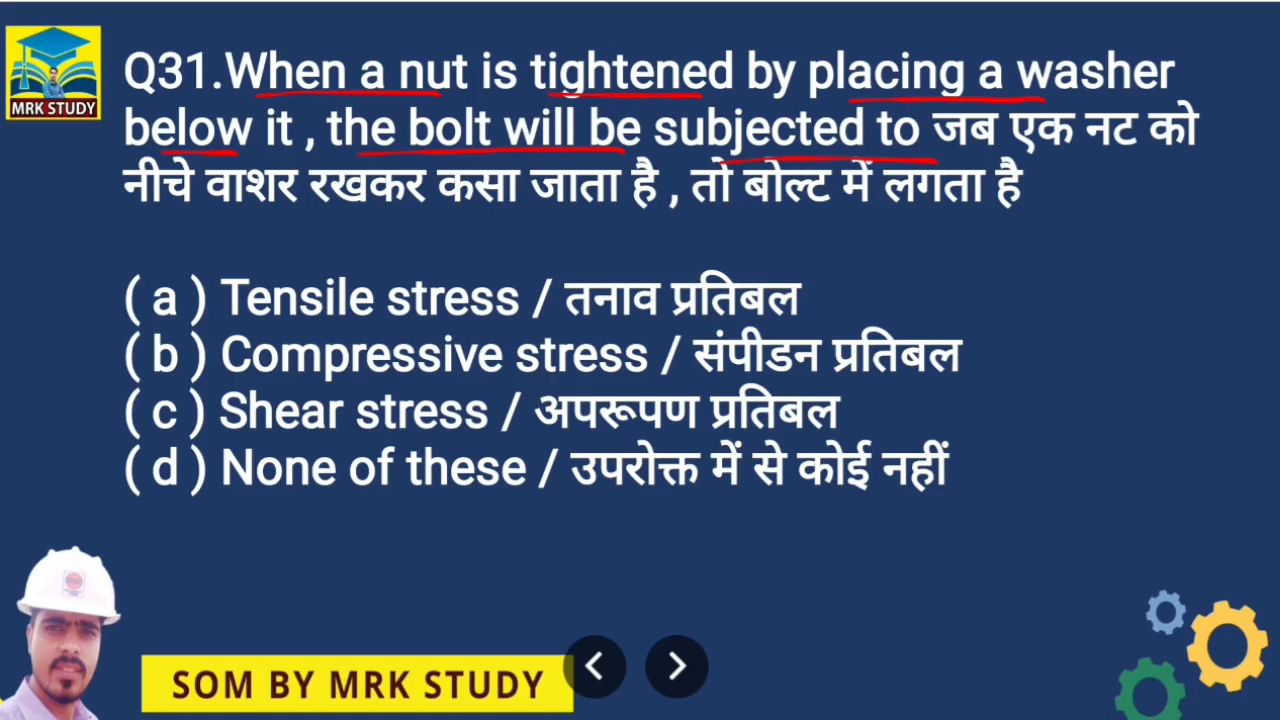 MRK STUDY
Q31.When a nut is tightened by placing a washer
below it , the bolt will be subjected to जब एक नट को
नीचे वाशर रखकर कसा जाता है , तो बोल्ट में लगता है
( a ) Tensile stress / तनाव प्रतिबल
( b ) Compressive stress / संपीडन प्रतिबल
( c ) Shear stress / अपरूपण प्रतिबल
( d ) None of these / उपरोक्त में से कोई नहीं
SOM BY MRK STUDY